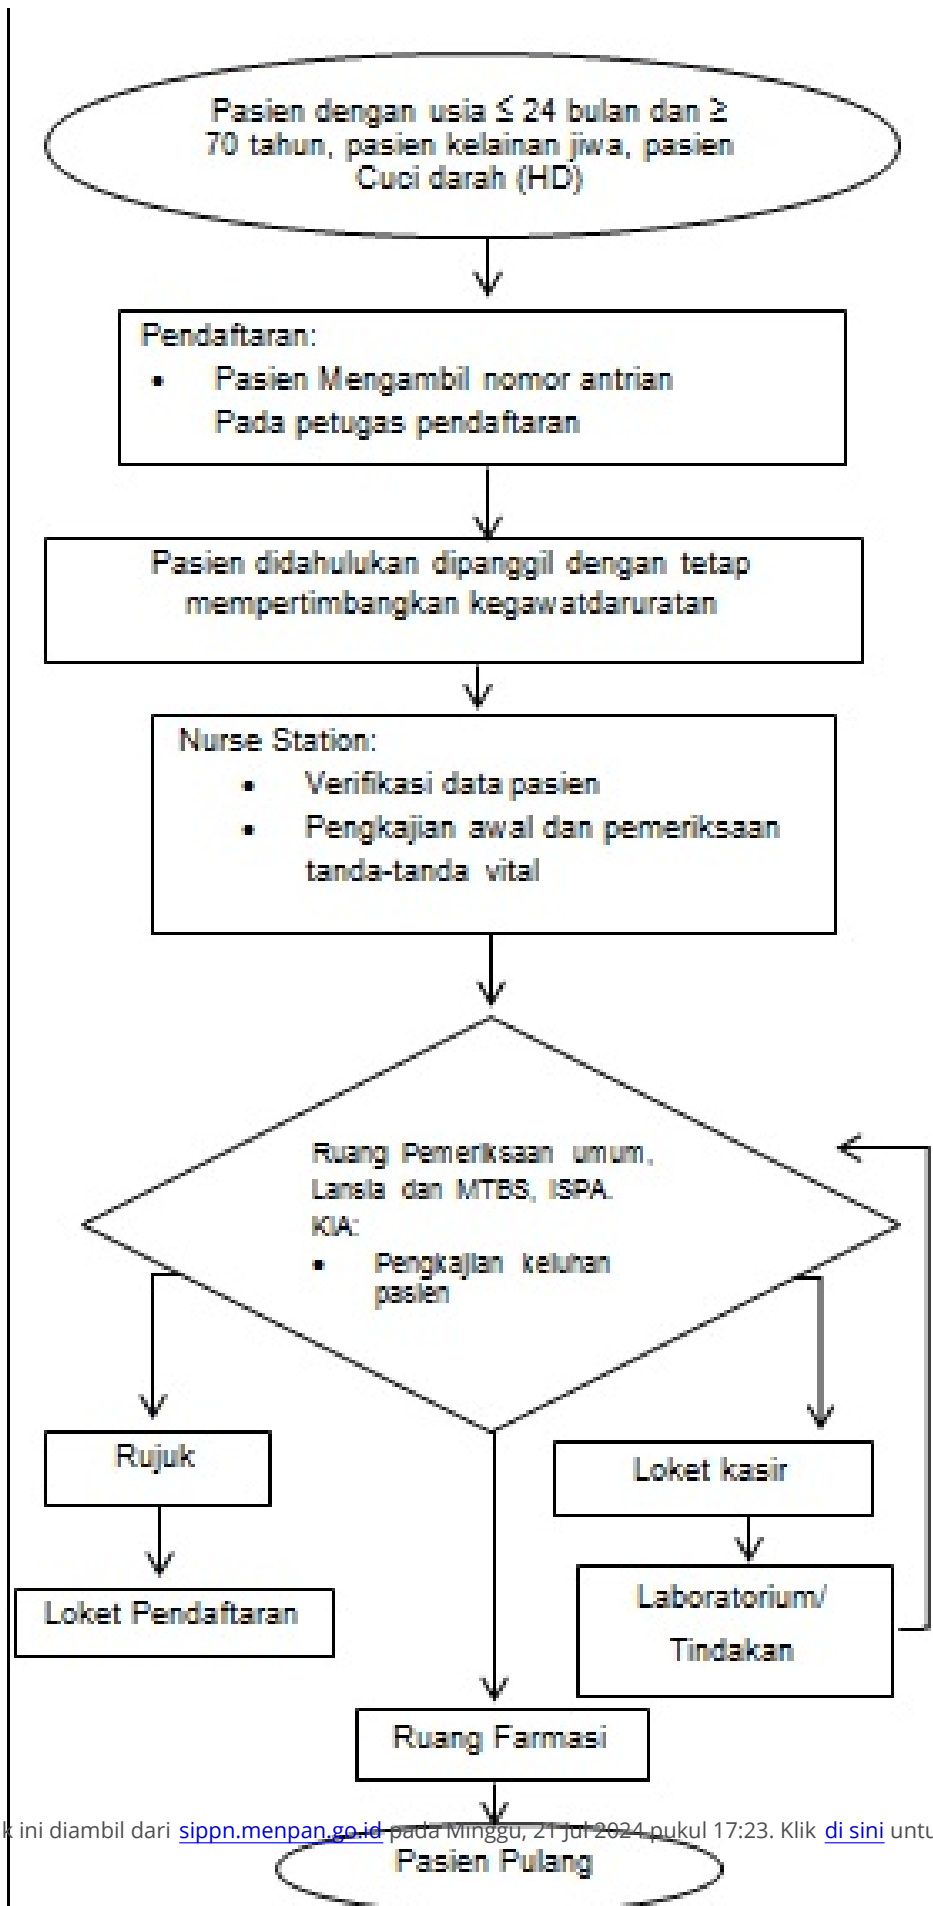 Pasien dengan usia ≤ 24 bulan dan ≥
70 tahun, pasien kelainan jiwa, pasien
Cuci darah (HD)
Pendaftaran:
• Pasien Mengambil nomor antrian
Pada petugas pendaftaran
Pasien didahulukan dipanggil dengan tetap
mempertimbangkan kegawatdaruratan
Nurse Station:
• Verifikasi data pasien
• Pengkajian awal dan pemeriksaan
tanda-tanda vital
Ruang Pemeriksaan umum,
Lansia dan MTBS, ISPA.
KIA:
• Pengkajian keluhan
pasien
Rujuk
Loket kasir
Loket Pendaftaran
Laboratorium/
Tindakan
Ruang Farmasi
k ini diambil dari sippn.menpan.go.id pada Minggu, 21 Jul 2024 pukul 17:23. Klik di sini untu
Pasien Pulang